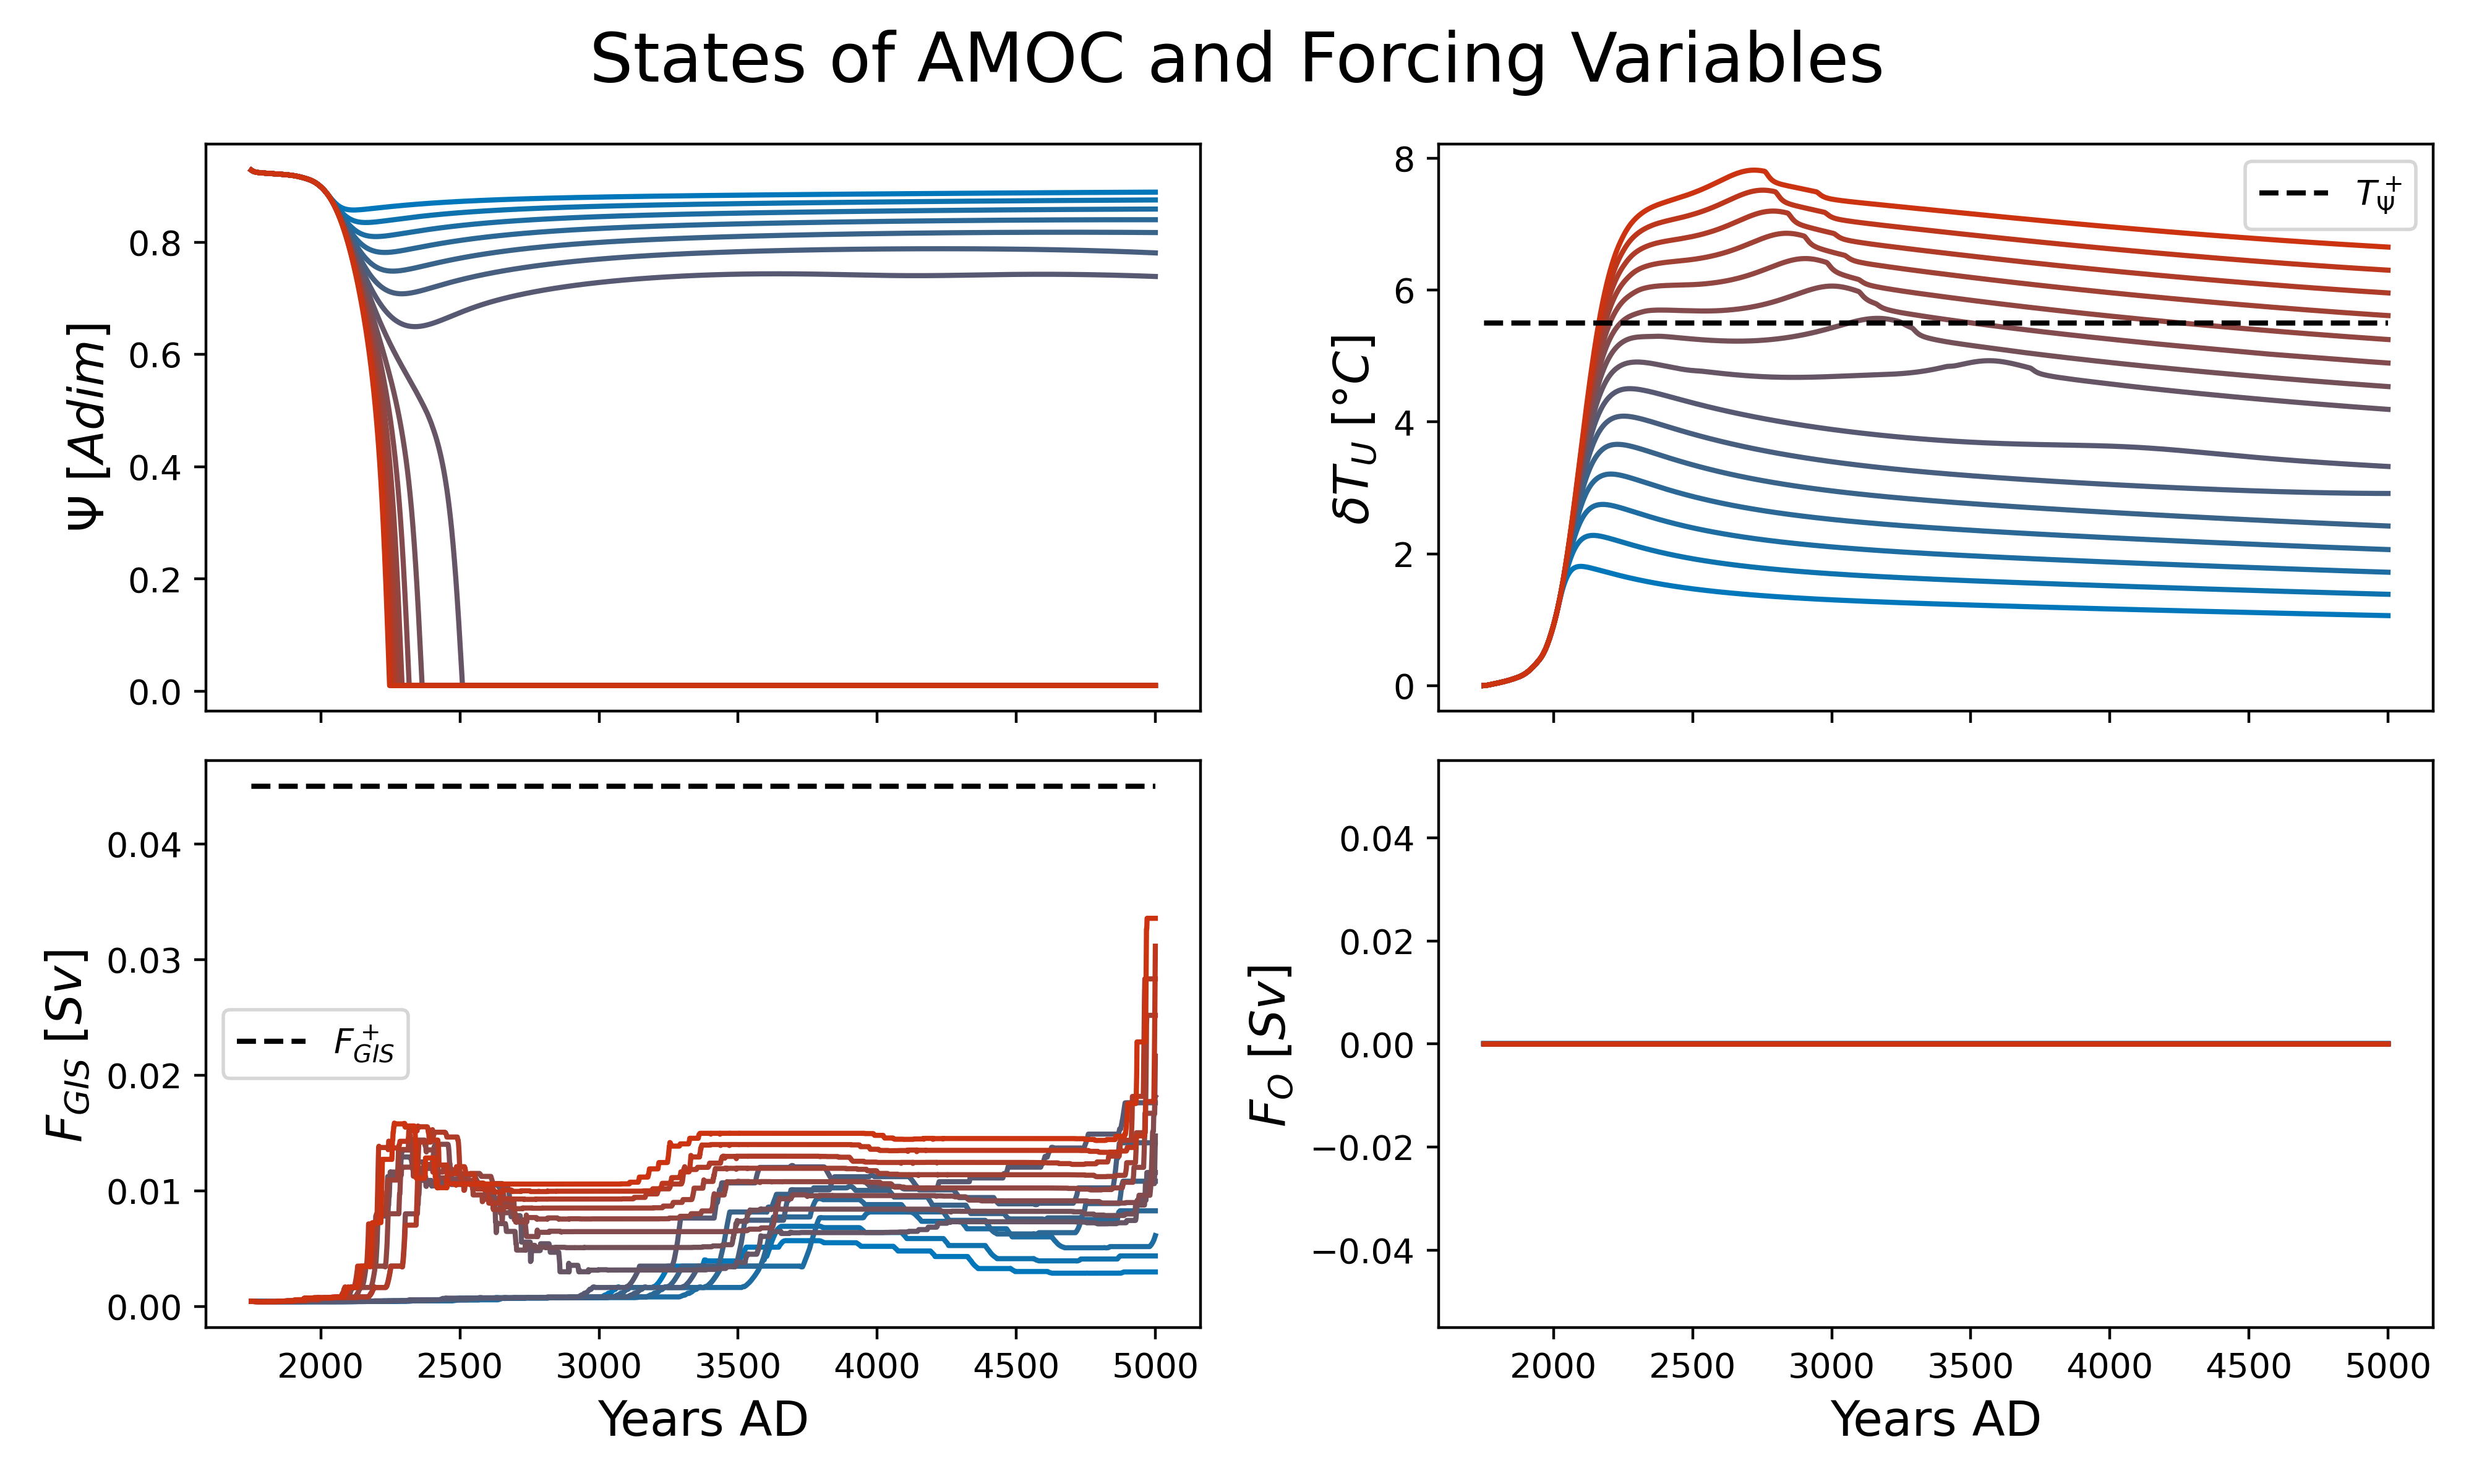 States of AMOC and Forcing Variables
Ψ [Adim]
0.8
0.6
0.4
0.2
0.0
δT_U [°C]
8
6
4
2
0
T_Ψ^+
F_GIS [Sv]
0.04
0.03
0.02
0.01
0.00
F_GIS^+
2000 2500 3000 3500 4000 4500 5000
Years AD
F_O [Sv]
0.04
0.02
0.00
−0.02
−0.04
2000 2500 3000 3500 4000 4500 5000
Years AD